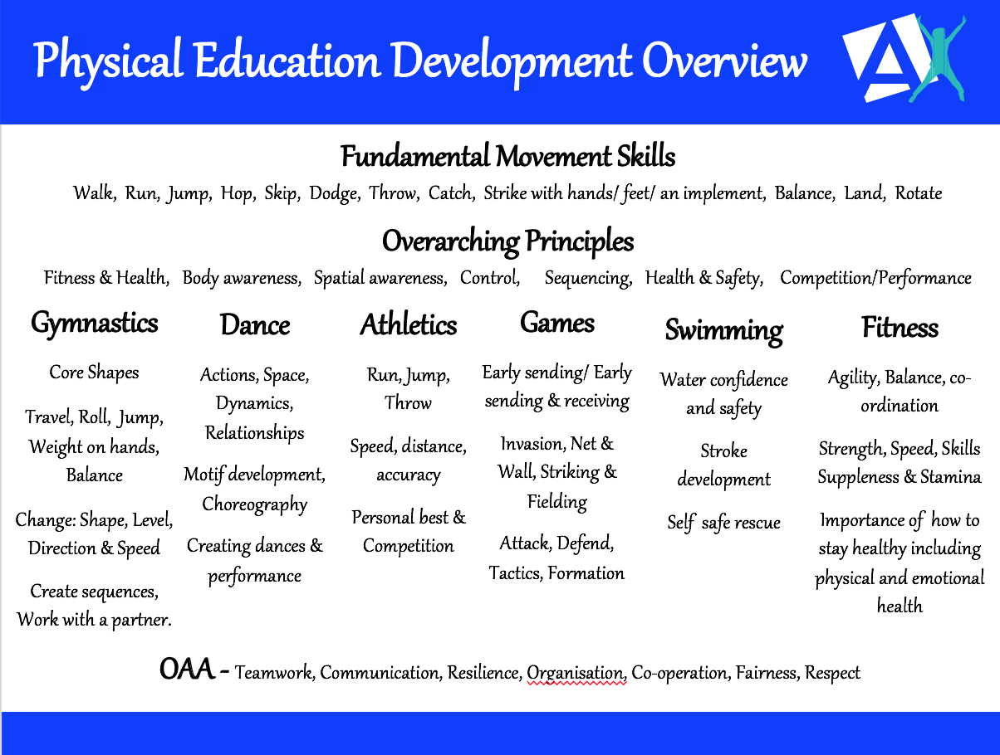 Physical Education Development Overview
Fundamental Movement Skills
Walk, Run, Jump, Hop, Skip, Dodge, Throw, Catch, Strike with hands/ feet/ an implement, Balance, Land, Rotate
Overarching Principles
Fitness & Health, Body awareness, Spatial awareness, Control, Sequencing, Health & Safety, Competition/Performance
Gymnastics
Core Shapes
Travel, Roll, Jump,
Weight on hands,
Balance
Change: Shape, Level,
Direction & Speed
Create sequences,
Work with a partner.
Dance
Actions, Space,
Dynamics,
Relationships
Motif development,
Choreography
Creating dances &
performance
Athletics
Run, Jump,
Throw
Speed, distance,
accuracy
Personal best &
Competition
Games
Early sending/ Early
sending & receiving
Invasion, Net &
Wall, Striking &
Fielding
Attack, Defend,
Tactics, Formation
Swimming
Water confidence
and safety
Stroke
development
Self safe rescue
Fitness
Agility, Balance, co-
ordination
Strength, Speed, Skills
Suppleness & Stamina
Importance of how to
stay healthy including
physical and emotional
health
OAA - Teamwork, Communication, Resilience, Organisation, Co-operation, Fairness, Respect